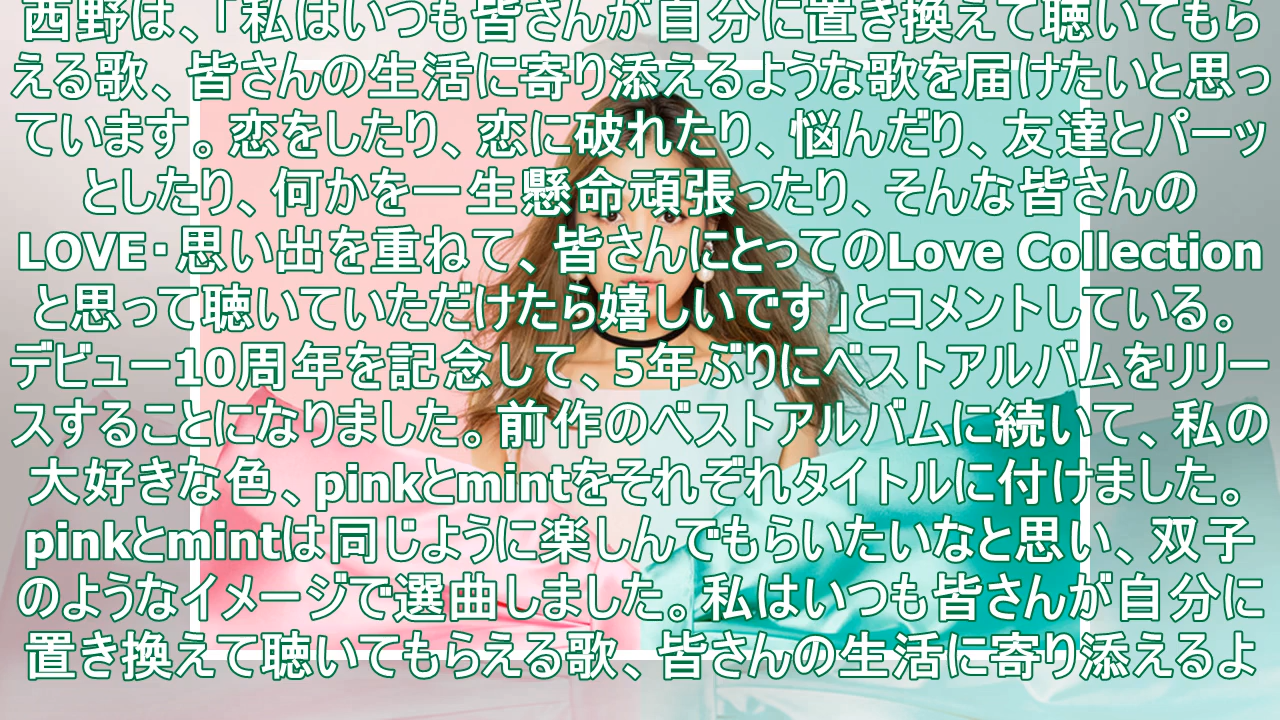 西野は、「私はいつも皆さんが自分に置き換えて聴いてもら
える歌、皆さんの生活に寄り添えるような歌を届けたいと思っ
ています。恋をしたり、恋に破れたり、悩んだり、友達とパーッ
としたり、何かを一生懸命頑張ったり、そんな皆さんの
LOVE・思い出を重ねて、皆さんにとってのLove Collection
と思って聴いていただけたら嬉しいです」とコメントしている。
デビュー10周年を記念して、5年ぶりにベストアルバムをリリー
スすることになりました。前作のベストアルバムに続いて、私の
大好きな色、pinkとmintをそれぞれタイトルに付けました。
pinkとmintは同じように楽しんでもらいたいなと思い、双子
のようなイメージで選曲しました。私はいつも皆さんが自分に
置き換えて聴いてもらえる歌、皆さんの生活に寄り添えるよ